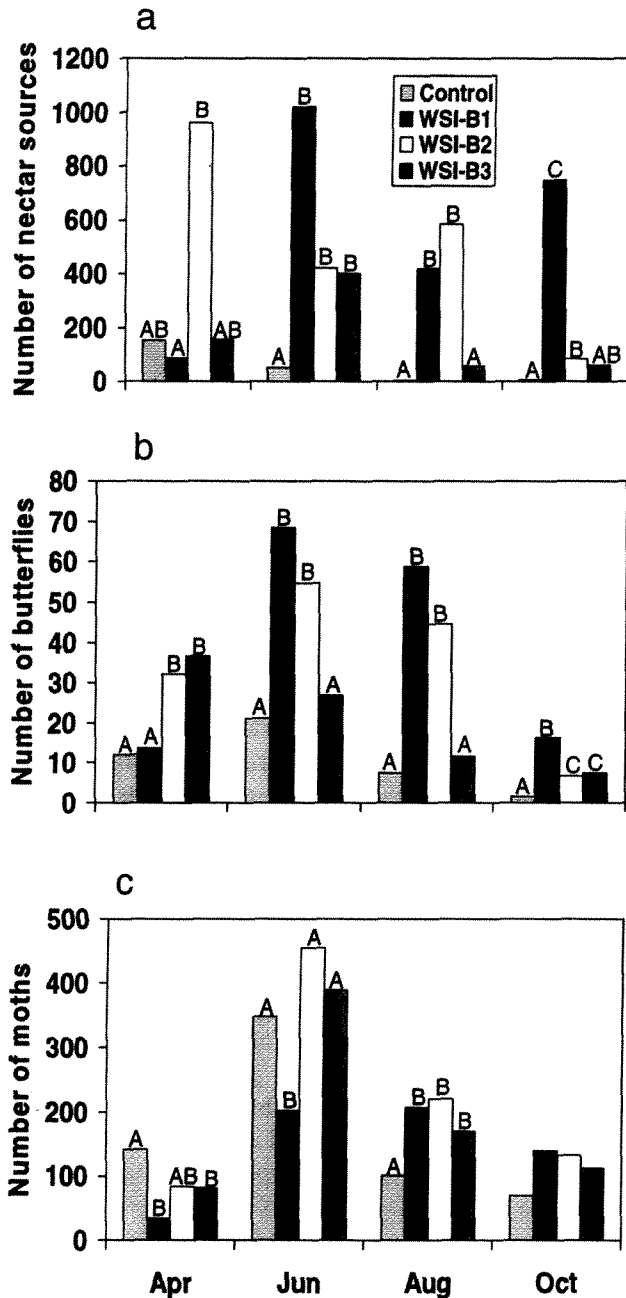 a
Number of nectar sources
1200
1000
800
600
400
200
0
Control
WSI-B1
WSI-B2
WSI-B3
AB A B AB
A B B B
A B B A
A C B AB
b
Number of butterflies
80
70
60
50
40
30
20
10
0
A A B B
A B B A
A B B A
A B C C
c
Number of moths
500
400
300
200
100
0
A B AB B
A B A A
A B B B
Apr Jun Aug Oct